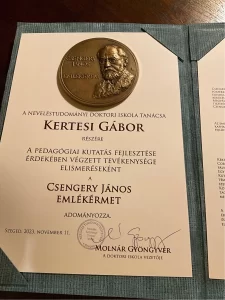 A NEVELÉSTUDOMÁNYI DOKTORI ISKOLA TANÁCSA
KERTESI GÁBOR
RÉSZÉRE
A PEDAGÓGIAI KUTATÁS FEJLESZTÉSE
ÉRDEKÉBEN VÉGZETT TEVÉKENYSÉGE
ELISMERÉSEKÉNT
A
CSENGERY JÁNOS
EMLÉKÉRMET
ADOMÁNYOZZA.
SZEGED, 2023. NOVEMBER 11.
MOLNÁR GYÖNGYVÉR
A DOKTORI ISKOLA VEZETŐJE